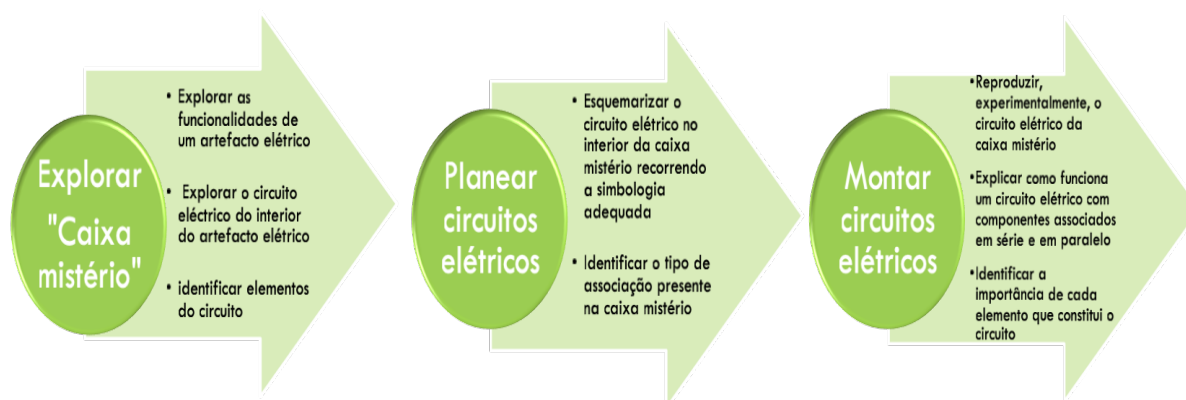 Explorar
"Caixa
mistério"
• Explorar as
funcionalidades de
um artefacto elétrico
• Explorar o circuito
eléctrico do interior
do artefacto elétrico
• identificar elementos
do circuito
Planear
circuitos
elétricos
• Esquemarizar o
circuito elétrico no
interior da caixa
mistério recorrendo
a simbologia
adequada
• Identificar o tipo de
associação presente
na caixa mistério
Montar
circuitos
elétricos
•Reproduzir,
experimentalmente, o
circuito elétrico da
caixa mistério
•Explicar como funciona
um circuito elétrico com
componentes associados
em série e em paralelo
•Identificar a
importância de cada
elemento que constitui o
circuito